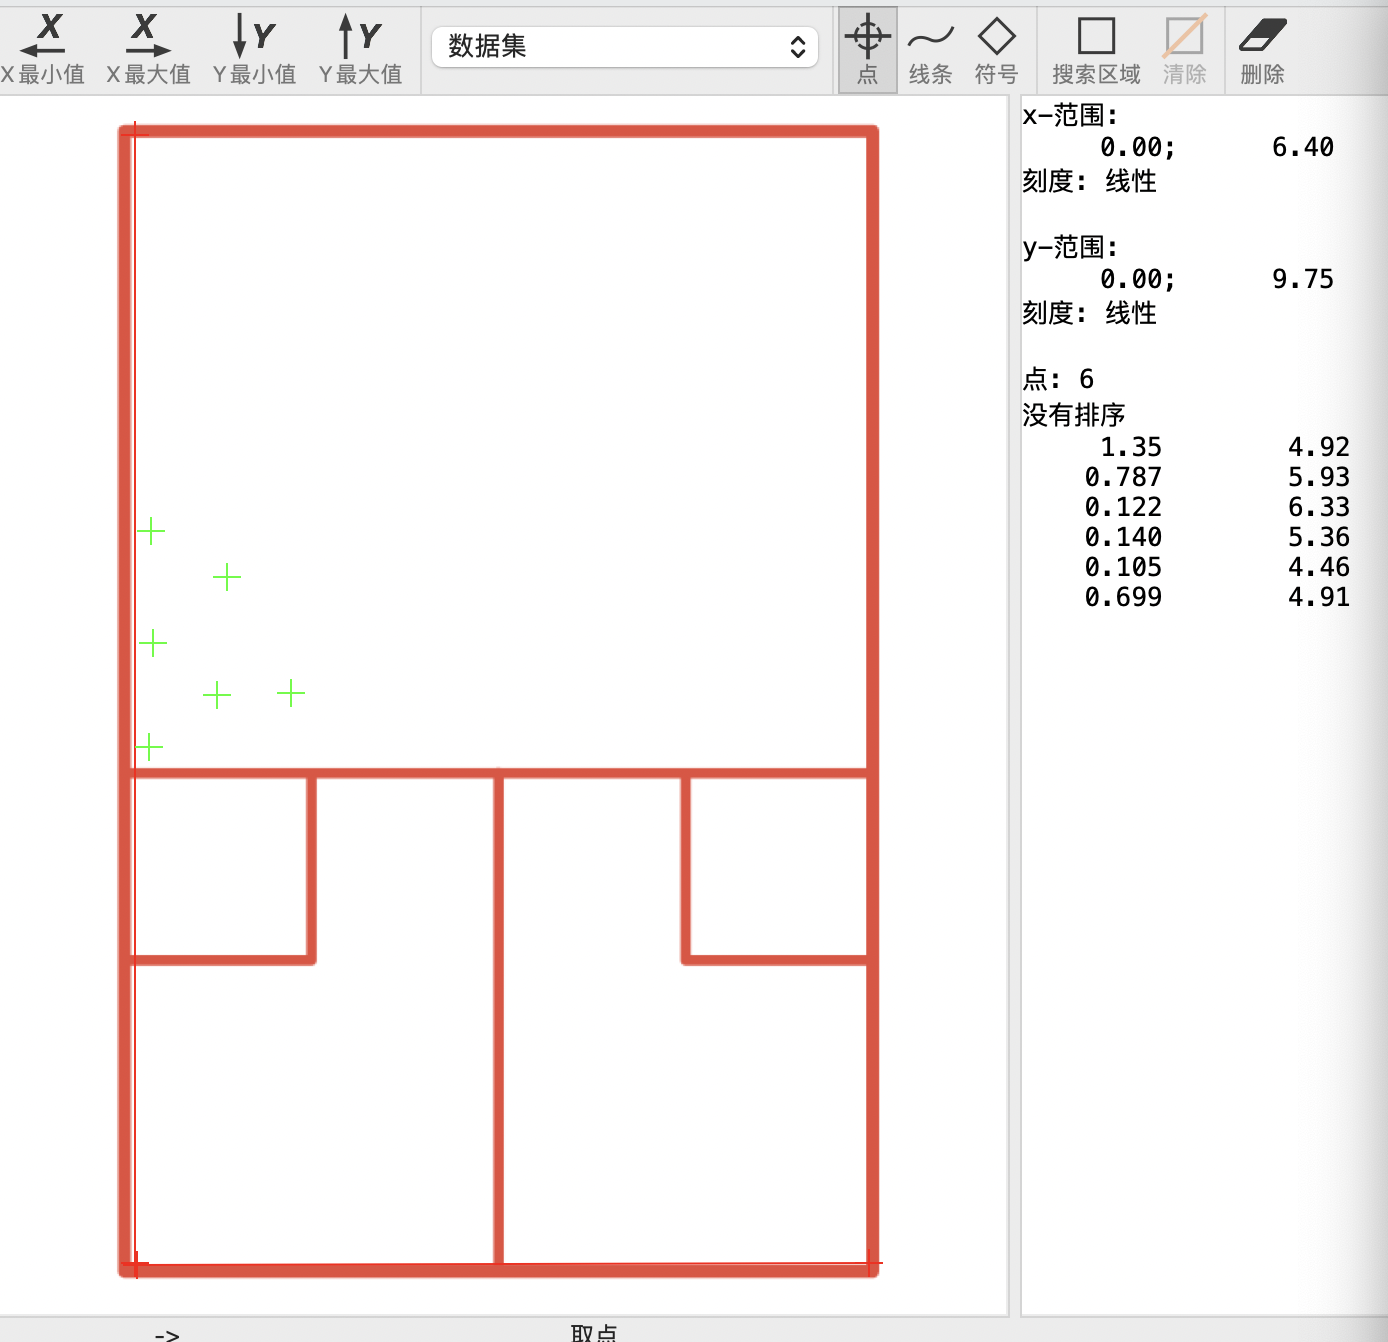 X X Y Y
X 最小值 X 最大值 Y 最小值 Y 最大值
数据集
点 线条 符号 搜索区域 清除 删除
x-范围:
0.00; 6.40
刻度: 线性
y-范围:
0.00; 9.75
刻度: 线性
点: 6
没有排序
1.35 4.92
0.787 5.93
0.122 6.33
0.140 5.36
0.105 4.46
0.699 4.91
-> 取点